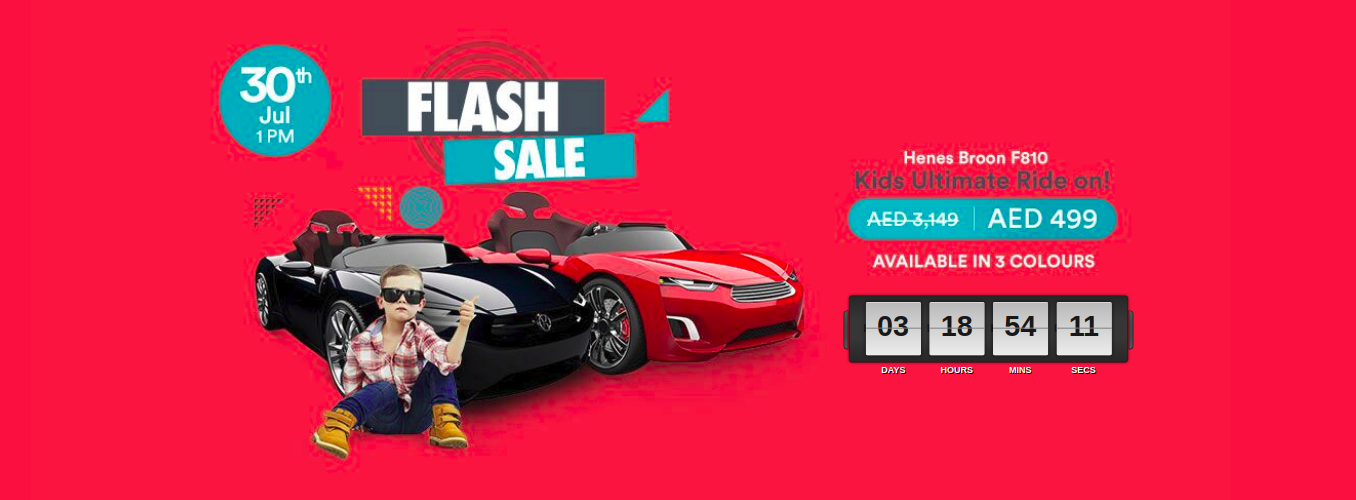 30th
Jul
1 PM
FLASH
SALE
Henes Broon F810
Kids Ultimate Ride on!
AED 3,149 AED 499
AVAILABLE IN 3 COLOURS
03 18 54 11
DAYS HOURS MINS SECS